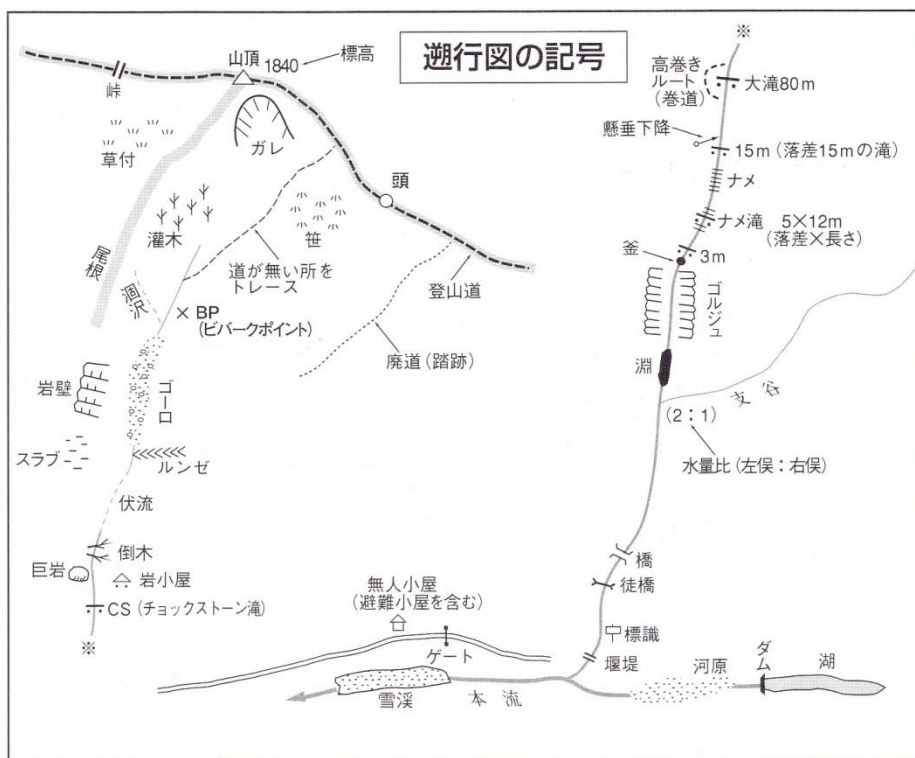 遡行図の記号
山頂 1840
標高
峠
草付
ガレ
灌木
笹
頭
尾根
涸沢
道が無い所を
トレース
登山道
BP
(ビバークポイント)
廃道(踏跡)
岩壁
ゴーロ
スラブ
ルンゼ
伏流
倒木
巨岩
岩小屋
CS(チョックストーン滝)
※
※
高巻き
ルート
(巻道)
大滝80m
懸垂下降
15m(落差15mの滝)
ナメ
ナメ滝 5×12m
(落差×長さ)
釜
3m
ゴルジュ
淵
支谷
(2:1)
水量比(左俣:右俣)
橋
徒橋
標識
堰堤
無人小屋
(避難小屋を含む)
ゲート
雪渓
本流
河原
ダム
湖